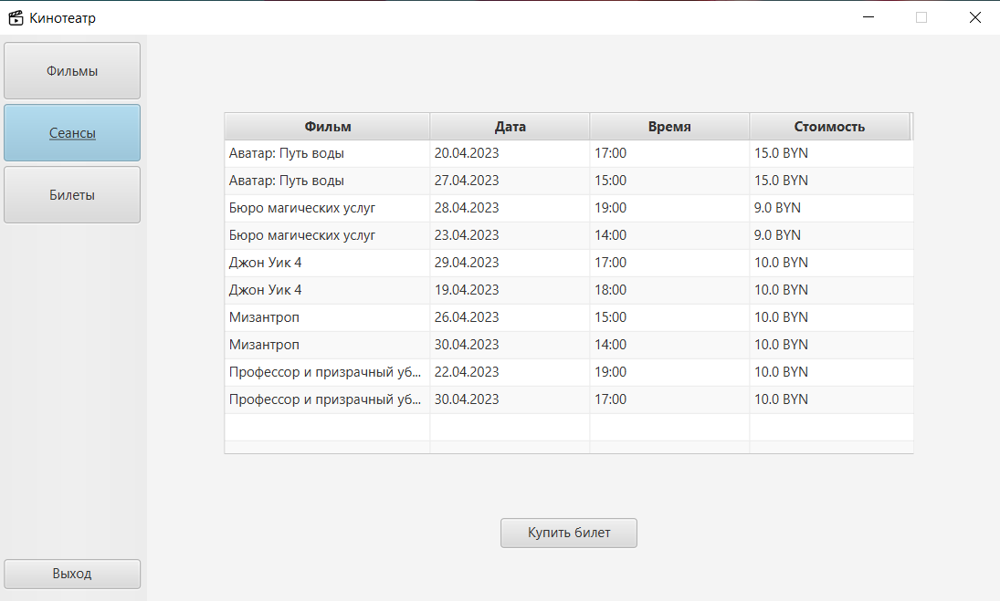 Кинотеатр
Фильмы
Сеансы
Билеты
Выход
Фильм Дата Время Стоимость
Аватар: Путь воды 20.04.2023 17:00 15.0 BYN
Аватар: Путь воды 27.04.2023 15:00 15.0 BYN
Бюро магических услуг 28.04.2023 19:00 9.0 BYN
Бюро магических услуг 23.04.2023 14:00 9.0 BYN
Джон Уик 4 29.04.2023 17:00 10.0 BYN
Джон Уик 4 19.04.2023 18:00 10.0 BYN
Мизантроп 26.04.2023 15:00 10.0 BYN
Мизантроп 30.04.2023 14:00 10.0 BYN
Профессор и призрачный уб... 22.04.2023 19:00 10.0 BYN
Профессор и призрачный уб... 30.04.2023 17:00 10.0 BYN
Купить билет